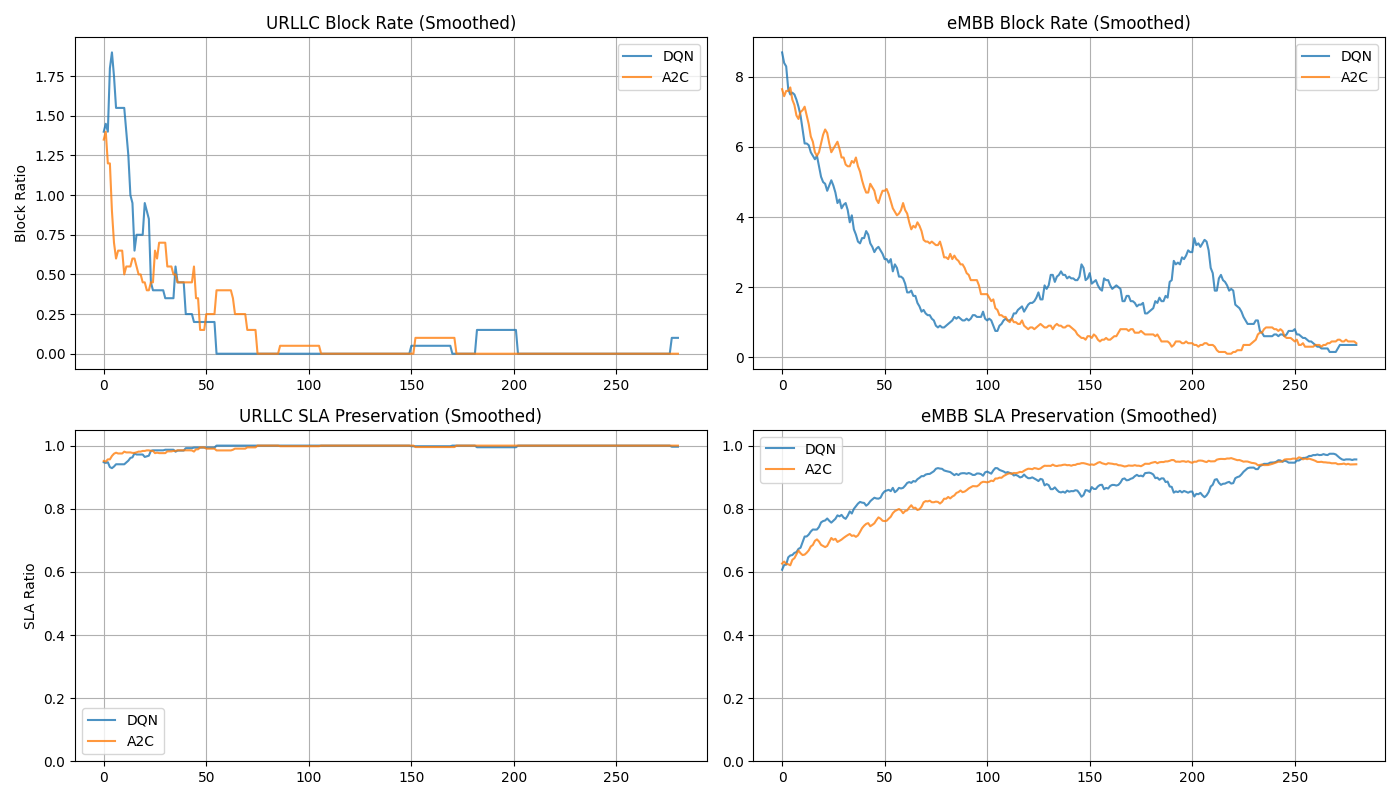 URLLC Block Rate (Smoothed)
Block Ratio
1.75
1.50
1.25
1.00
0.75
0.50
0.25
0.00
0 50 100 150 200 250
DQN
A2C
eMBB Block Rate (Smoothed)
8
6
4
2
0
0 50 100 150 200 250
DQN
A2C
URLLC SLA Preservation (Smoothed)
SLA Ratio
1.0
0.8
0.6
0.4
0.2
0.0
0 50 100 150 200 250
DQN
A2C
eMBB SLA Preservation (Smoothed)
1.0
0.8
0.6
0.4
0.2
0.0
0 50 100 150 200 250
DQN
A2C